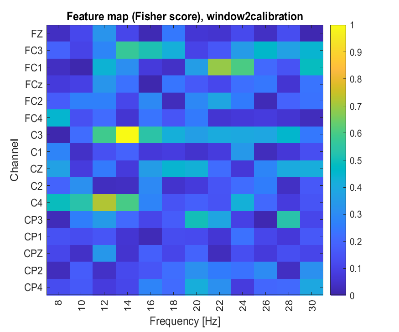 Feature map (Fisher score), window2calibration
Channel
FZ
FC3
FC1
FCz
FC2
FC4
C3
C1
CZ
C2
C4
CP3
CP1
CPZ
CP2
CP4
8 10 12 14 16 18 20 22 24 26 28 30
Frequency [Hz]
1
0.9
0.8
0.7
0.6
0.5
0.4
0.3
0.2
0.1
0